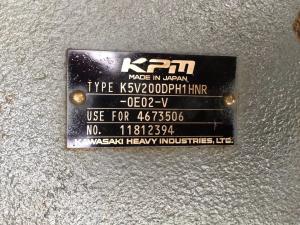 KPM
MADE IN JAPAN
TYPE K5V200DPH1HNR
-0E02-V
USE FOR 4673506
NO. 11812394
KAWASAKI HEAVY INDUSTRIES, LTD.